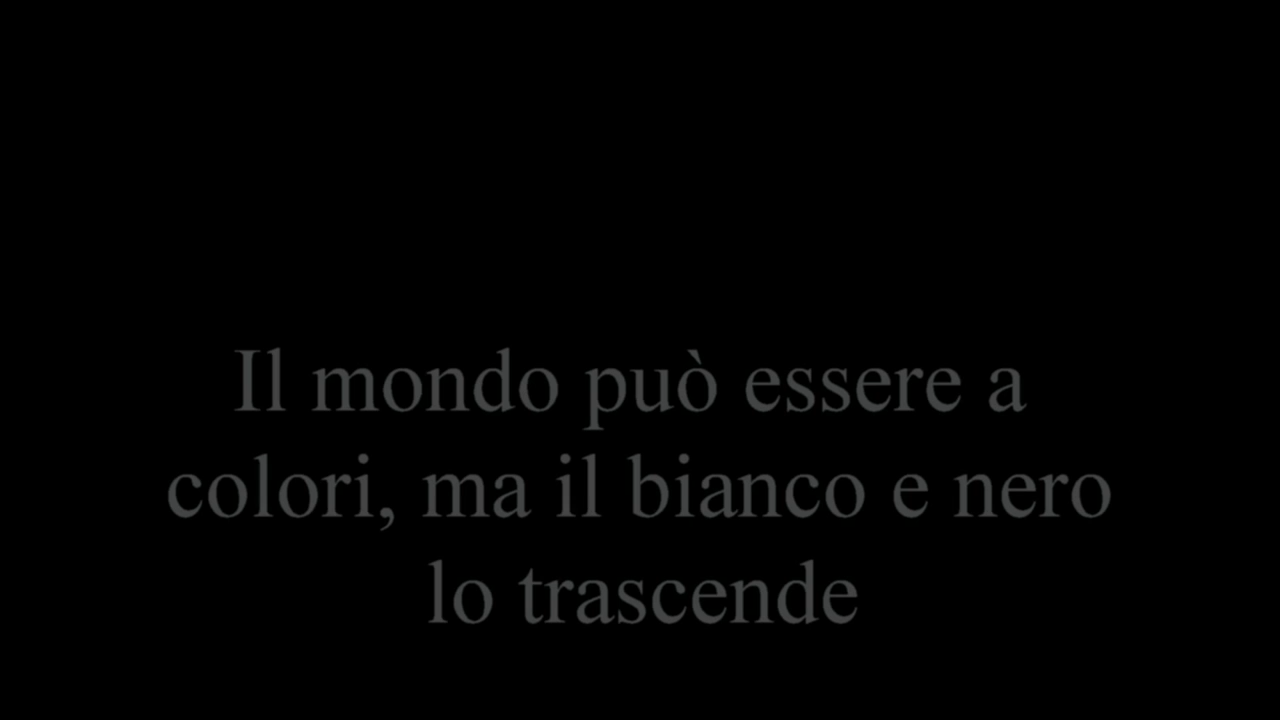 Il mondo può essere a
colori, ma il bianco e nero
lo trascende